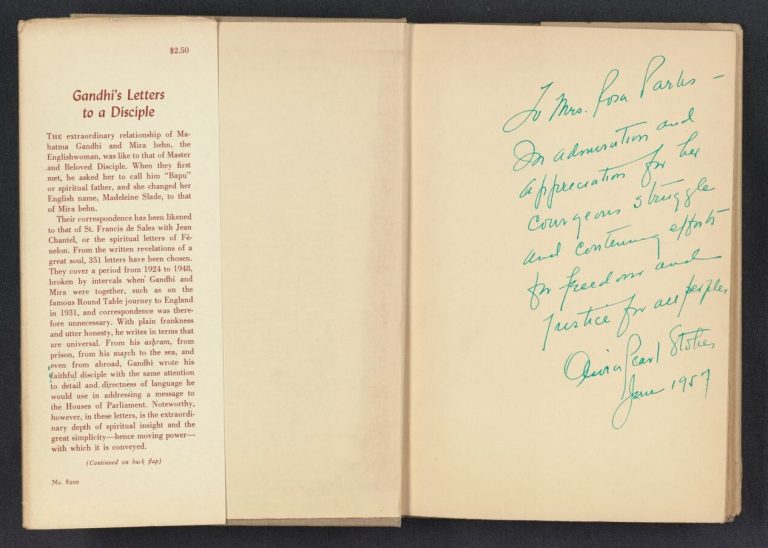 $2.50
Gandhi's Letters
to a Disciple
THE extraordinary relationship of Ma-
hatma Gandhi and Mira behn, the
Englishwoman, was like to that of Master
and Beloved Disciple. When they first
met, he asked her to call him "Bapu"
or spiritual father, and she changed her
English name, Madeleine Slade, to that
of Mira behn.
Their correspondence has been likened
to that of St. Francis de Sales with Jean
Chantel, or the spiritual letters of Fé-
nelon. From the written revelations of a
great soul, 351 letters have been chosen.
They cover a period from 1924 to 1948,
broken by intervals when Gandhi and
Mira were together, such as on the
famous Round Table journey to England
in 1931, and correspondence was there-
fore unnecessary. With plain frankness
and utter honesty, he writes in terms that
are universal. From his ashram, from
prison, from his march to the sea, and
even from abroad, Gandhi wrote his
faithful disciple with the same attention
to detail and directness of language he
would use in addressing a message to
the Houses of Parliament. Noteworthy,
however, in these letters, is the extraordi-
nary depth of spiritual insight and the
great simplicity—hence moving power—
with which it is conveyed.
(Continued on back flap)
No. 8200
To Mrs. Rosa Parks –
In admiration and
appreciation for her
courgeous struggle
and contenuing efforts
for freedom and
justice for all peoples
Olivia Pearl Stokes
June 1957